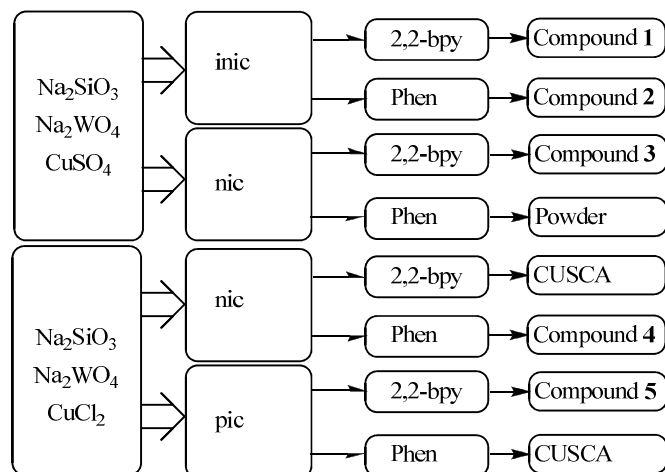 Na₂SiO₃
Na₂WO₄
CuSO₄
inic
2,2-bpy
Compound 1
Phen
Compound 2
nic
2,2-bpy
Compound 3
Phen
Powder
Na₂SiO₃
Na₂WO₄
CuCl₂
nic
2,2-bpy
CUSCA
Phen
Compound 4
pic
2,2-bpy
Compound 5
Phen
CUSCA